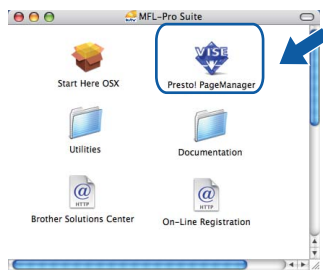 MFL-Pro Suite
VISE
Start Here OSX
Presto! PageManager
Utilities
Documentation
@
HTTP
@
HTTP
Brother Solutions Center
On-Line Registration